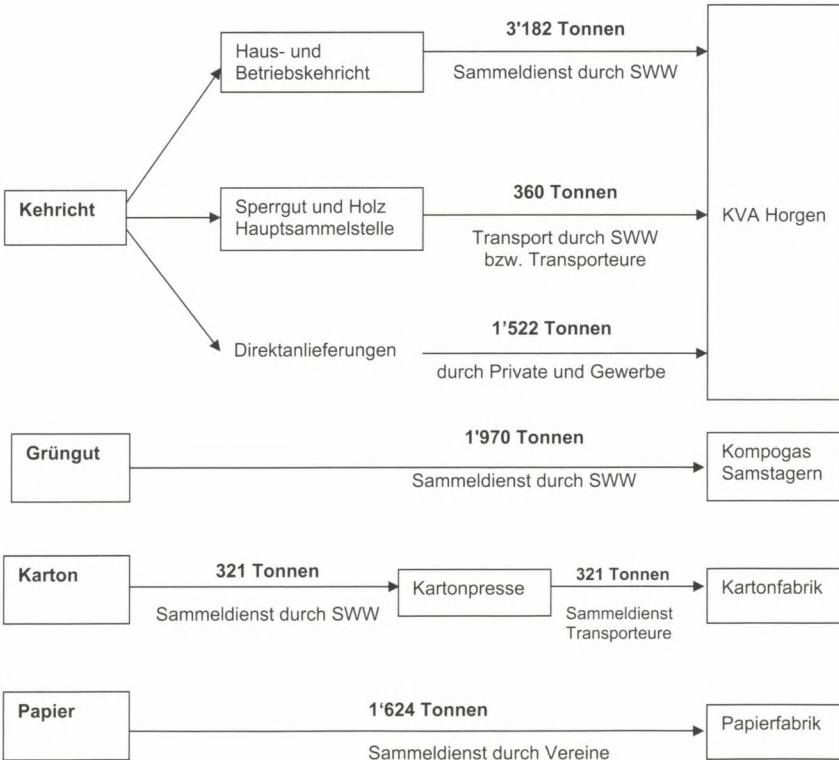 3'182 Tonnen
Haus- und
Betriebskehricht
Sammeldienst durch SWW
Kehricht
360 Tonnen
Sperrgut und Holz
Hauptsammelstelle
Transport durch SWW
bzw. Transporteure
KVA Horgen
1’522 Tonnen
Direktanlieferungen
durch Private und Gewerbe
Grüngut
1'970 Tonnen
Sammeldienst durch SWW
Kompogas
Samstagern
Karton
321 Tonnen
Sammeldienst durch SWW
Kartonpresse
321 Tonnen
Sammeldienst
Transporteure
Kartonfabrik
Papier
1‘624 Tonnen
Sammeldienst durch Vereine
Papierfabrik